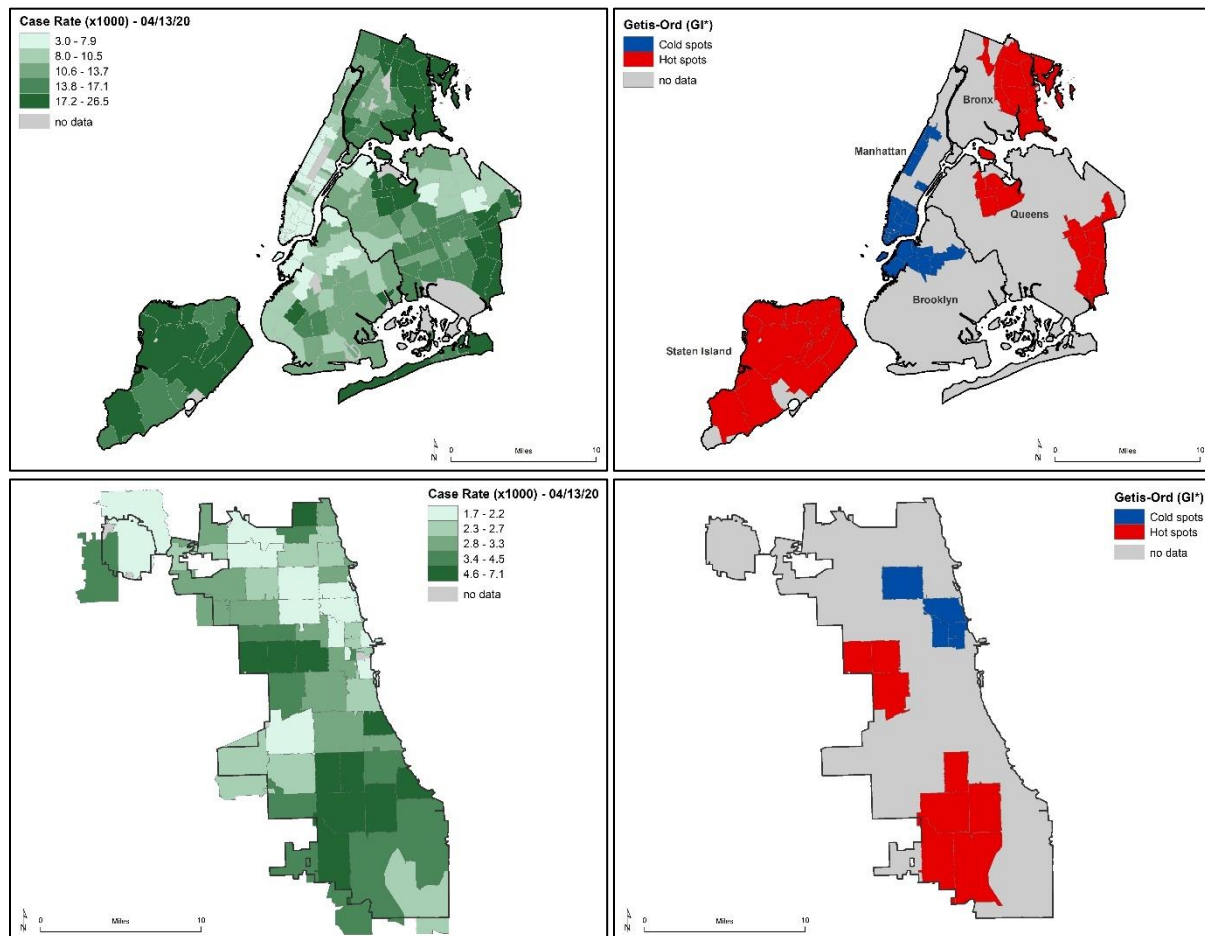 Case Rate (x1000) - 04/13/20
3.0 - 7.9
8.0 - 10.5
10.6 - 13.7
13.8 - 17.1
17.2 - 26.5
no data
N
0 Miles 10
Getis-Ord (GI*)
Cold spots
Hot spots
no data
Bronx
Manhattan
Queens
Brooklyn
Staten Island
N
0 Miles 10
Case Rate (x1000) - 04/13/20
1.7 - 2.2
2.3 - 2.7
2.8 - 3.3
3.4 - 4.5
4.6 - 7.1
no data
N
0 Miles 10
Getis-Ord (GI*)
Cold spots
Hot spots
no data
N
0 Miles 10